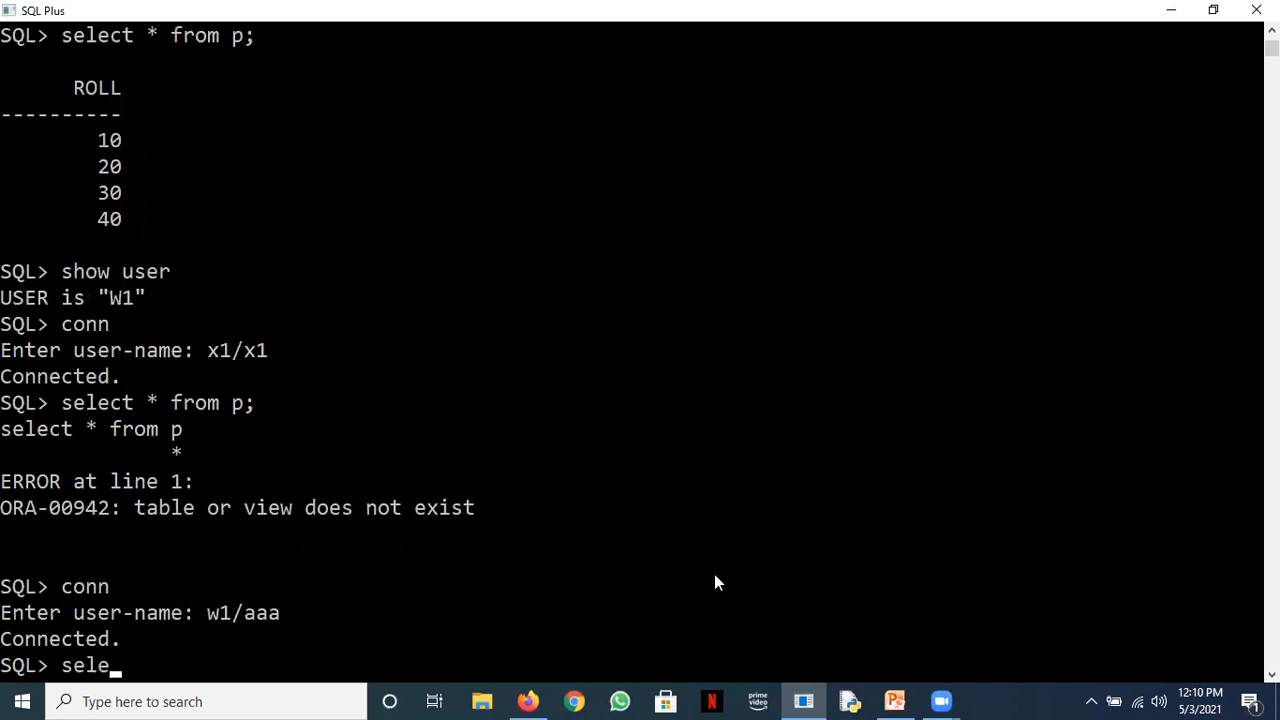 SQL Plus
SQL> select * from p;
ROLL
----------
10
20
30
40
SQL> show user
USER is "W1"
SQL> conn
Enter user-name: x1/x1
Connected.
SQL> select * from p;
select * from p
*
ERROR at line 1:
ORA-00942: table or view does not exist
SQL> conn
Enter user-name: w1/aaa
Connected.
SQL> sele
Type here to search
N
prime
video
12:10 PM
5/3/2021
1